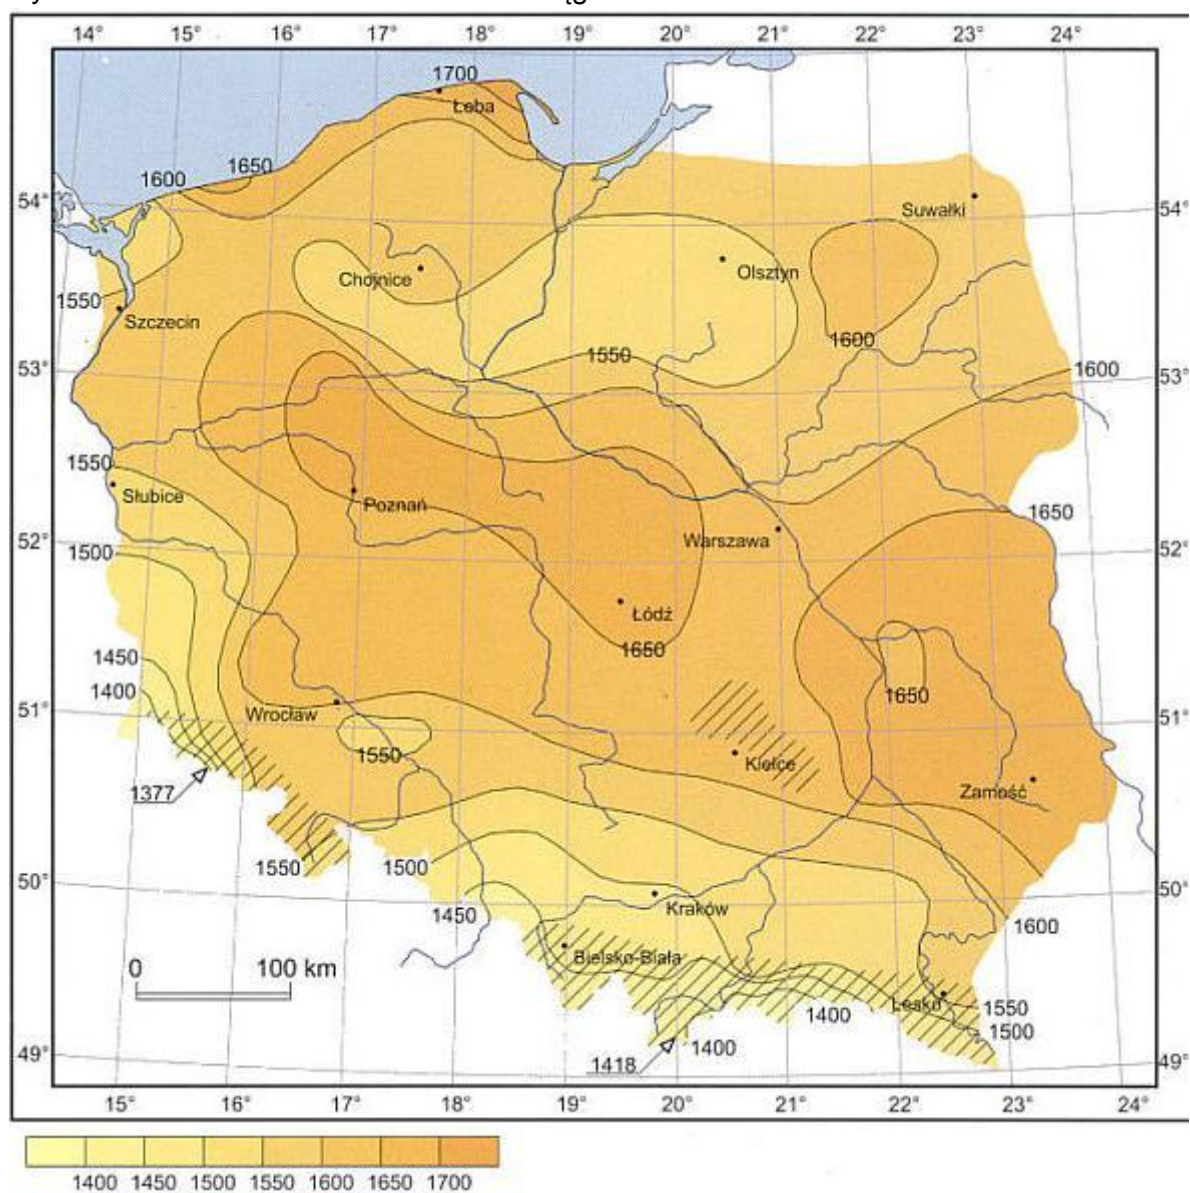 14° 15° 16° 17° 18° 19° 20° 21° 22° 23° 24°
1700
Łeba
1650
1600
54° 54°
Suwałki
Chojnice Olsztyn
1550
Szczecin
1600
1550
53° 53°
1600
1550
Słubice
Poznań
1650
Warszawa
52° 52°
1500
Łódź
1650
1450
1650
1400
51° 51°
Wrocław
1550
Kielce
Zamość
1377
1550 1500
50° 50°
Kraków
1450
1600
Bielsko-Biała
0 100 km
Lesko
1550
1400
1500
1400
1418
49° 49°
15° 16° 17° 18° 19° 20° 21° 22° 23° 24°
1400 1450 1500 1550 1600 1650 1700